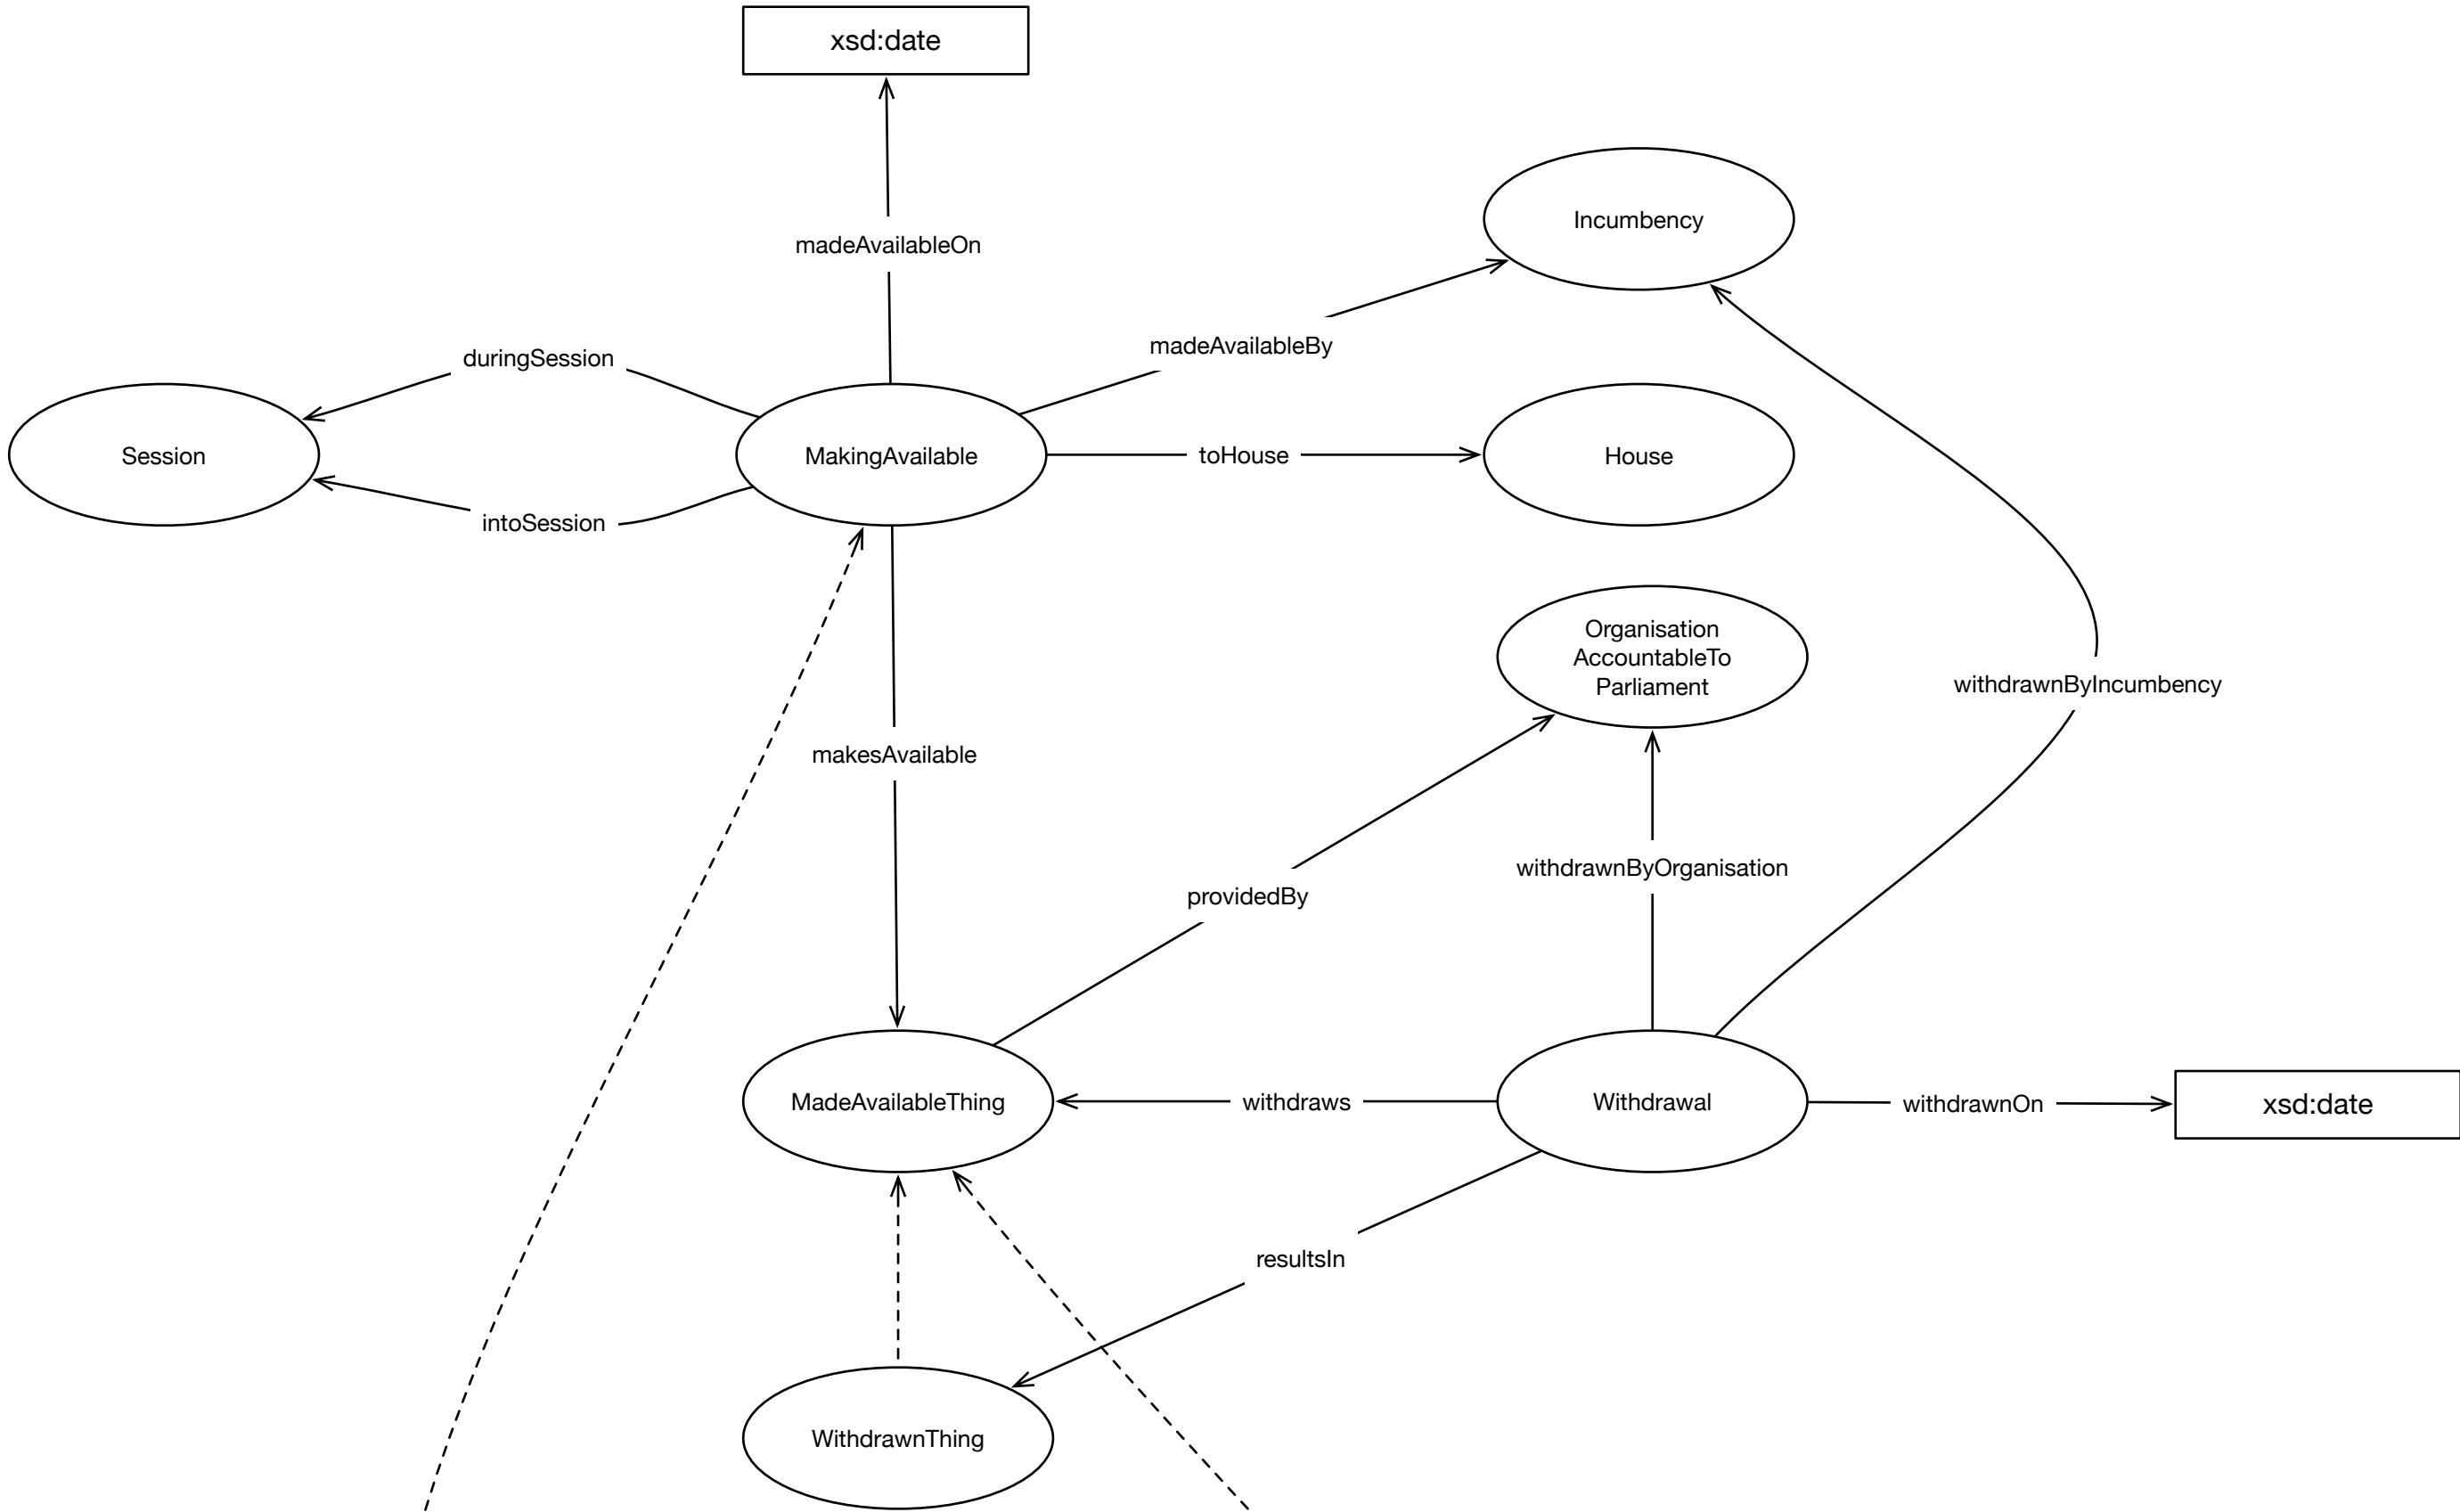 xsd:date
Incumbency
madeAvailableOn
madeAvailableBy
duringSession
Session
MakingAvailable
toHouse
House
intoSession
Organisation
AccountableTo
Parliament
withdrawnByIncumbency
makesAvailable
withdrawnByOrganisation
providedBy
MadeAvailableThing
withdraws
Withdrawal
withdrawnOn
xsd:date
resultsIn
WithdrawnThing